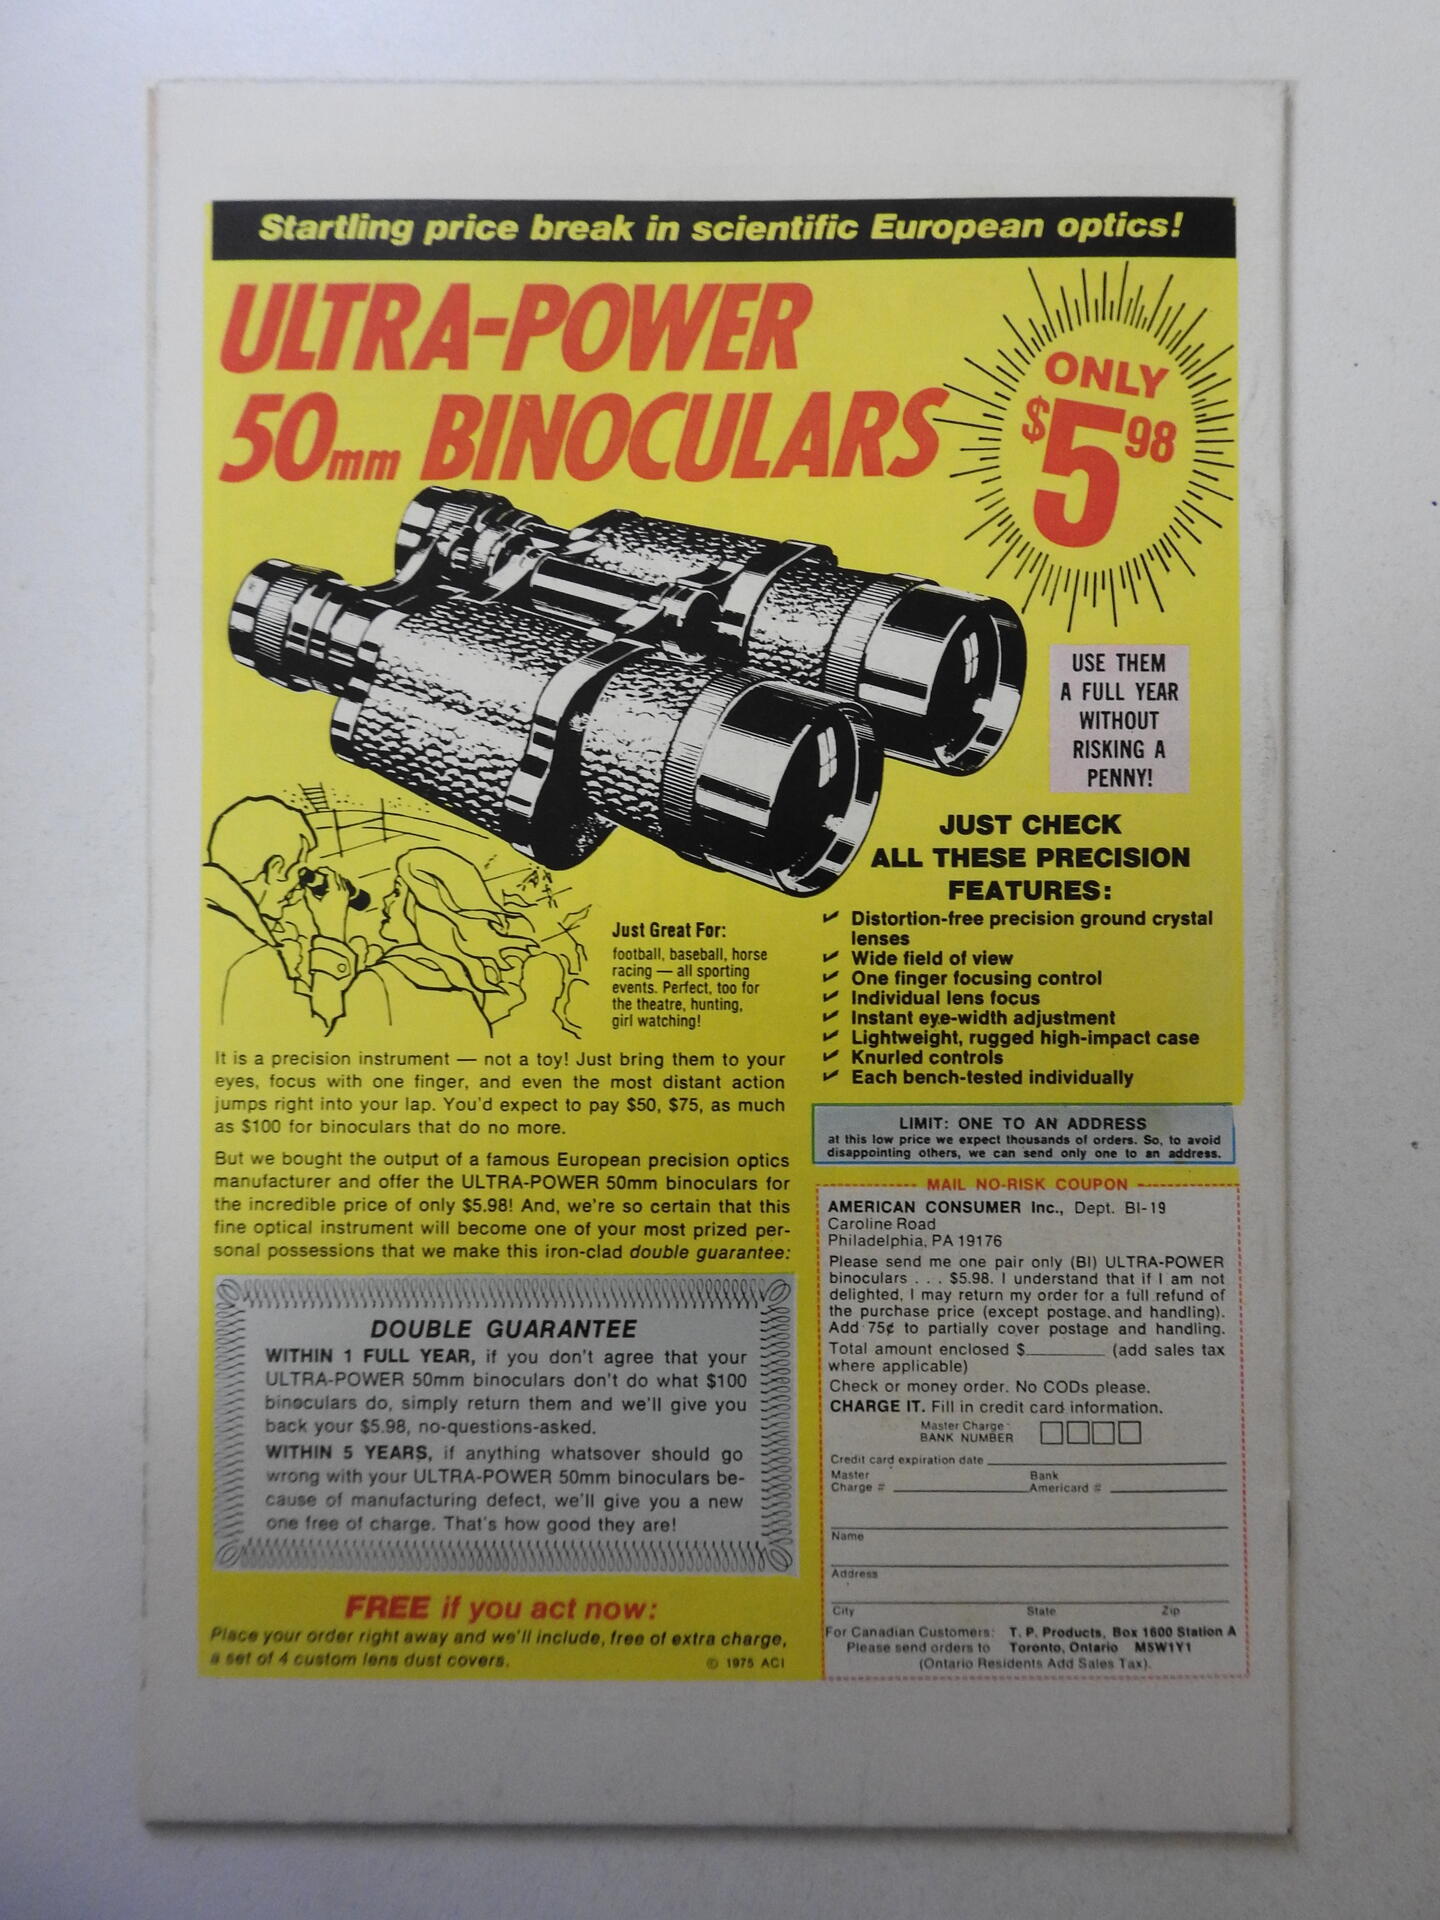 Startling price break in scientific European optics!
ULTRA-POWER
50mm BINOCULARS
ONLY
$5 98
USE THEM
A FULL YEAR
WITHOUT
RISKING A
PENNY!
JUST CHECK
ALL THESE PRECISION
FEATURES:
✓ Distortion-free precision ground crystal
lenses
✓ Wide field of view
✓ One finger focusing control
✓ Individual lens focus
✓ Instant eye-width adjustment
✓ Lightweight, rugged high-impact case
✓ Knurled controls
✓ Each bench-tested individually
Just Great For:
football, baseball, horse
racing — all sporting
events. Perfect, too for
the theatre, hunting,
girl watching!
It is a precision instrument — not a toy! Just bring them to your
eyes, focus with one finger, and even the most distant action
jumps right into your lap. You'd expect to pay $50, $75, as much
as $100 for binoculars that do no more.
But we bought the output of a famous European precision optics
manufacturer and offer the ULTRA-POWER 50mm binoculars for
the incredible price of only $5.98! And, we're so certain that this
fine optical instrument will become one of your most prized per-
sonal possessions that we make this iron-clad double guarantee:
DOUBLE GUARANTEE
WITHIN 1 FULL YEAR, if you don't agree that your
ULTRA-POWER 50mm binoculars don't do what $100
binoculars do, simply return them and we'll give you
back your $5.98, no-questions-asked.
WITHIN 5 YEARS, if anything whatsover should go
wrong with your ULTRA-POWER 50mm binoculars be-
cause of manufacturing defect, we'll give you a new
one free of charge. That's how good they are!
FREE if you act now:
Place your order right away and we'll include, free of extra charge,
a set of 4 custom lens dust covers.
© 1975 ACI
LIMIT: ONE TO AN ADDRESS
at this low price we expect thousands of orders. So, to avoid
disappointing others, we can send only one to an address.
MAIL NO-RISK COUPON
AMERICAN CONSUMER Inc., Dept. BI-19
Caroline Road
Philadelphia, PA 19176
Please send me one pair only (BI) ULTRA-POWER
binoculars . . . $5.98. I understand that if I am not
delighted, I may return my order for a full refund of
the purchase price (except postage and handling).
Add 75¢ to partially cover postage and handling.
Total amount enclosed $__________ (add sales tax
where applicable)
Check or money order. No CODs please.
CHARGE IT. Fill in credit card information.
Master Charge
BANK NUMBER
Credit card expiration date
Master Bank
Charge # Americard #
Name
Address
City State Zip
For Canadian Customers: T. P. Products, Box 1600 Station A
Please send orders to Toronto, Ontario M5W1Y1
(Ontario Residents Add Sales Tax).